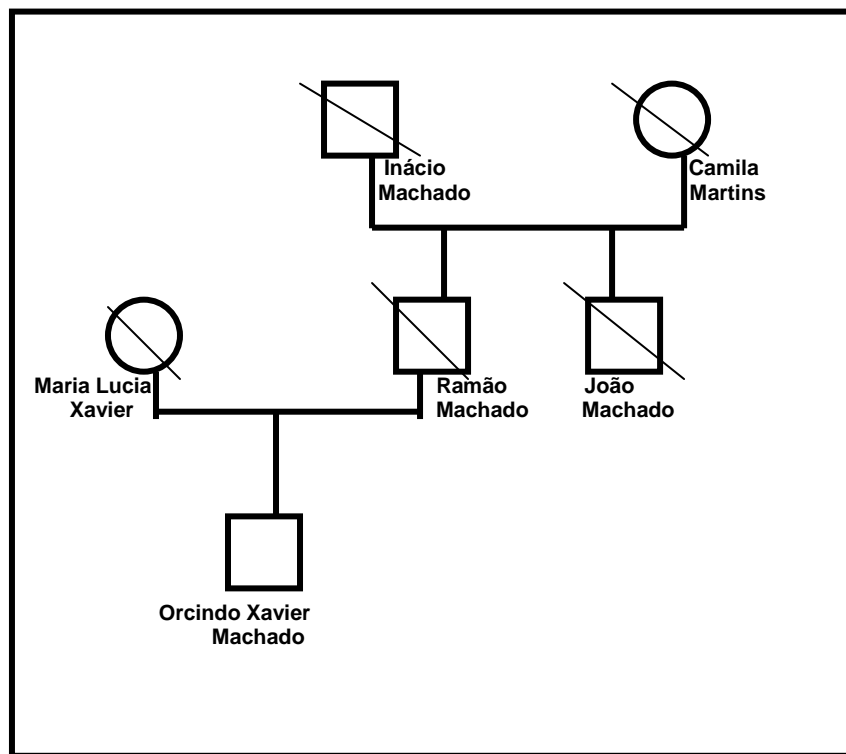 Inácio
Machado
Camila
Martins
Maria Lucia
Xavier
Ramão
Machado
João
Machado
Orcindo Xavier
Machado